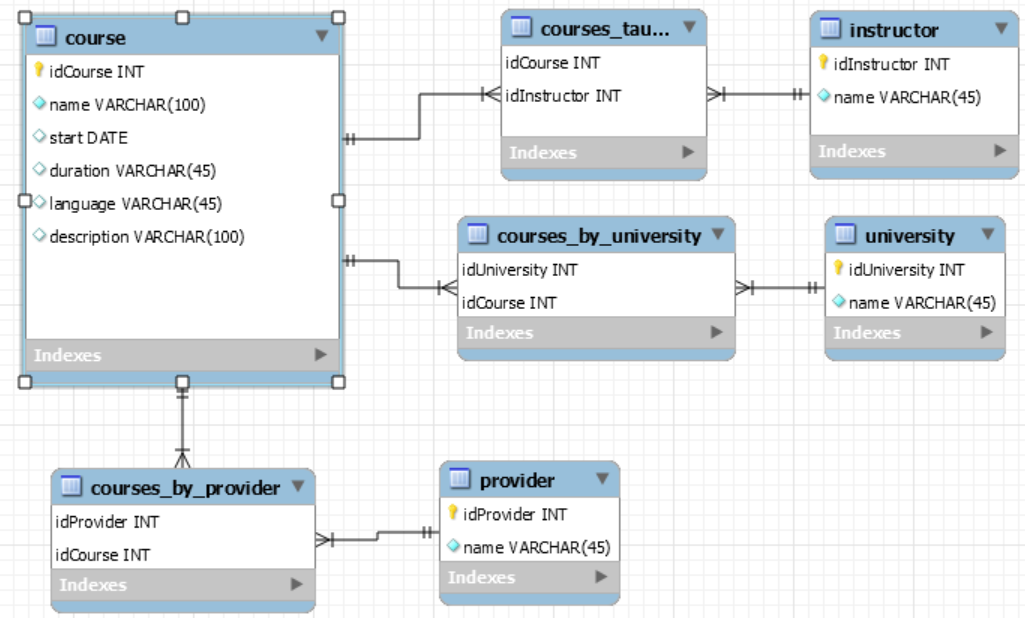 course
idCourse INT
name VARCHAR(100)
start DATE
duration VARCHAR(45)
language VARCHAR(45)
description VARCHAR(100)
Indexes
courses_tau...
idCourse INT
idInstructor INT
Indexes
instructor
idInstructor INT
name VARCHAR(45)
Indexes
courses_by_university
idUniversity INT
idCourse INT
Indexes
university
idUniversity INT
name VARCHAR(45)
Indexes
courses_by_provider
idProvider INT
idCourse INT
Indexes
provider
idProvider INT
name VARCHAR(45)
Indexes